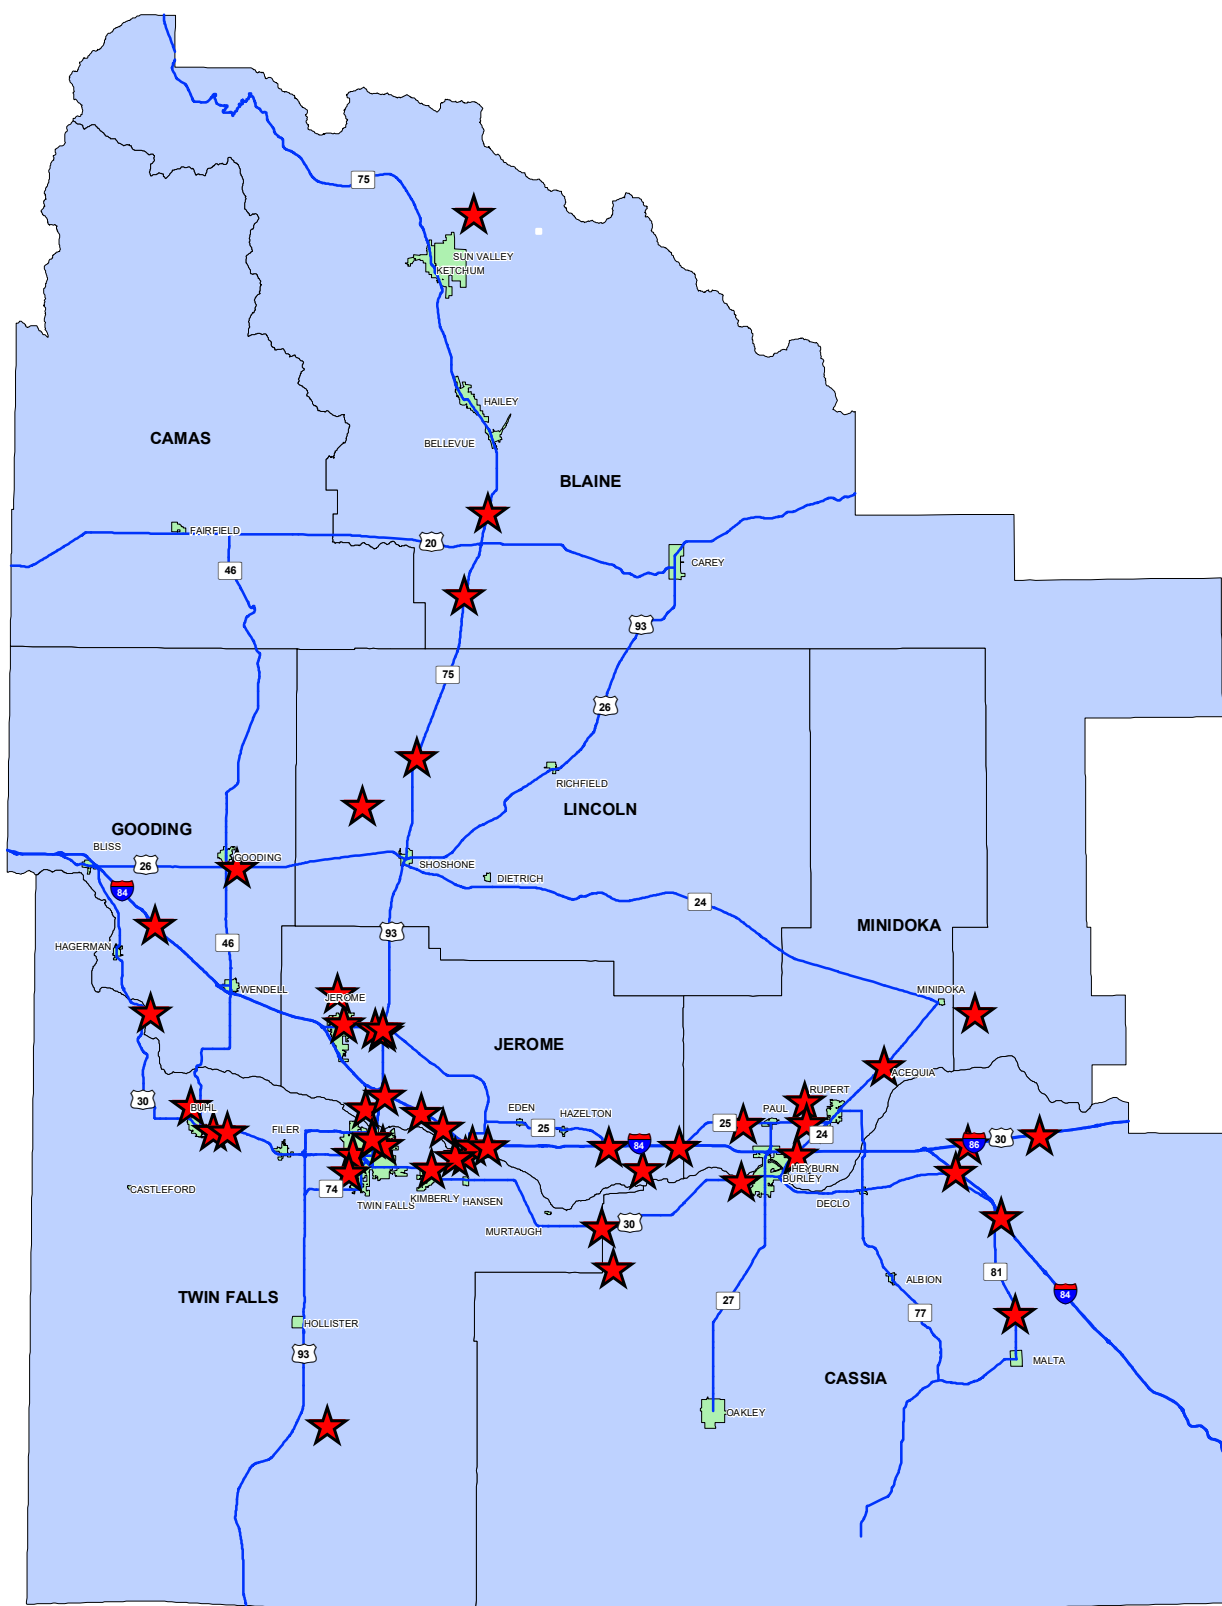 75
SUN VALLEY
KETCHUM
HAILEY
CAMAS
BELLEVUE
BLAINE
FAIRFIELD
20
46
CAREY
93
75
26
RICHFIELD
LINCOLN
GOODING
BLISS
GOODING
26
SHOSHONE
DIETRICH
84
24
MINIDOKA
93
46
HAGERMAN
WENDELL
MINIDOKA
JEROME
JEROME
ACEQUIA
RUPERT
30
BUHL
EDEN
HAZELTON
PAUL
25
25
24
FILER
84
86
30
HEYBURN
BURLEY
CASTLEFORD
74
KIMBERLY
HANSEN
TWIN FALLS
DECLO
MURTAUGH
30
81
ALBION
84
TWIN FALLS
27
77
HOLLISTER
93
MALTA
CASSIA
OAKLEY